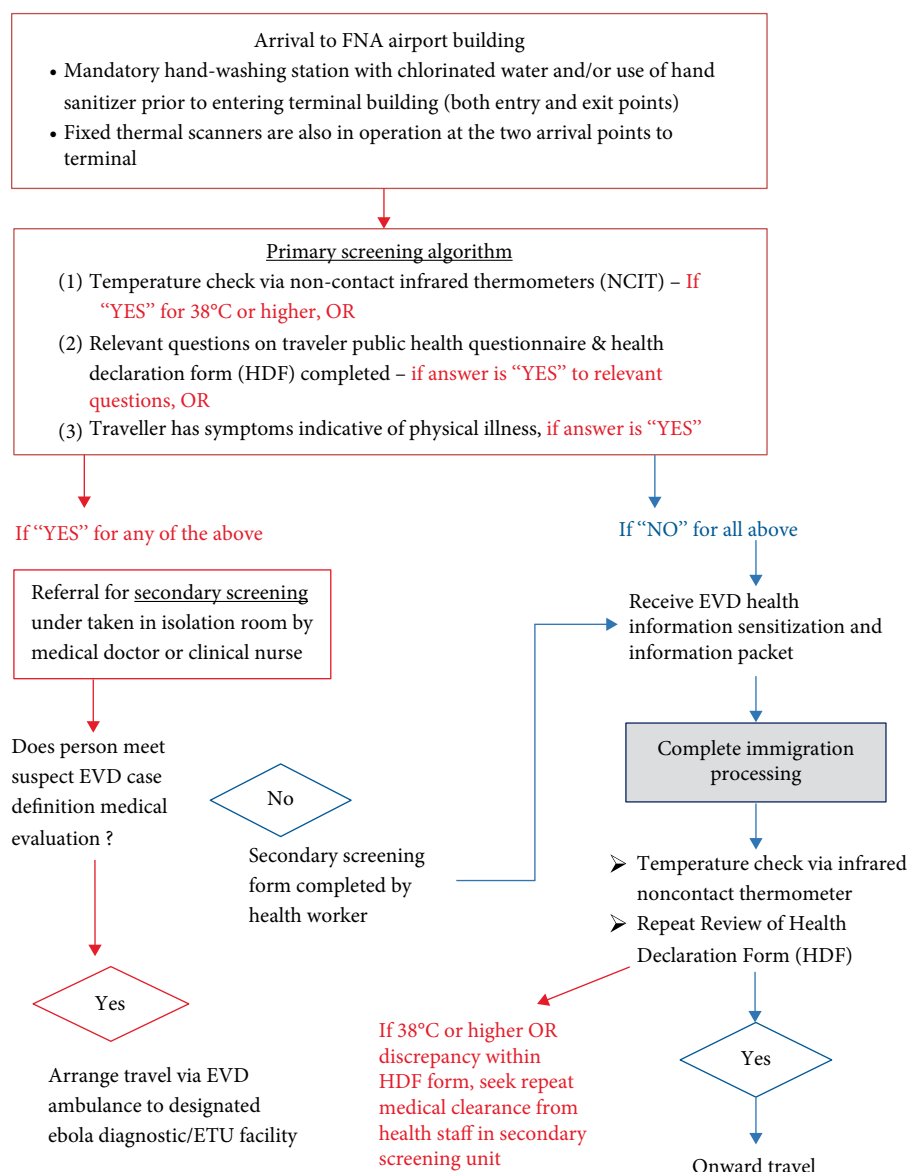 Arrival to FNA airport building
• Mandatory hand-washing station with chlorinated water and/or use of hand
sanitizer prior to entering terminal building (both entry and exit points)
• Fixed thermal scanners are also in operation at the two arrival points to
terminal
Primary screening algorithm
(1) Temperature check via non-contact infrared thermometers (NCIT) – If
“YES” for 38°C or higher, OR
(2) Relevant questions on traveler public health questionnaire & health
declaration form (HDF) completed – if answer is “YES” to relevant
questions, OR
(3) Traveller has symptoms indicative of physical illness, if answer is “YES”
If “YES” for any of the above
If “NO” for all above
Referral for secondary screening
under taken in isolation room by
medical doctor or clinical nurse
Receive EVD health
information sensitization and
information packet
Does person meet
suspect EVD case
definition medical
evaluation ?
No
Secondary screening
form completed by
health worker
Complete immigration
processing
➢ Temperature check via infrared
noncontact thermometer
➢ Repeat Review of Health
Declaration Form (HDF)
Yes
Arrange travel via EVD
ambulance to designated
ebola diagnostic/ETU facility
If 38°C or higher OR
discrepancy within
HDF form, seek repeat
medical clearance from
health staff in secondary
screening unit
Yes
Onward travel